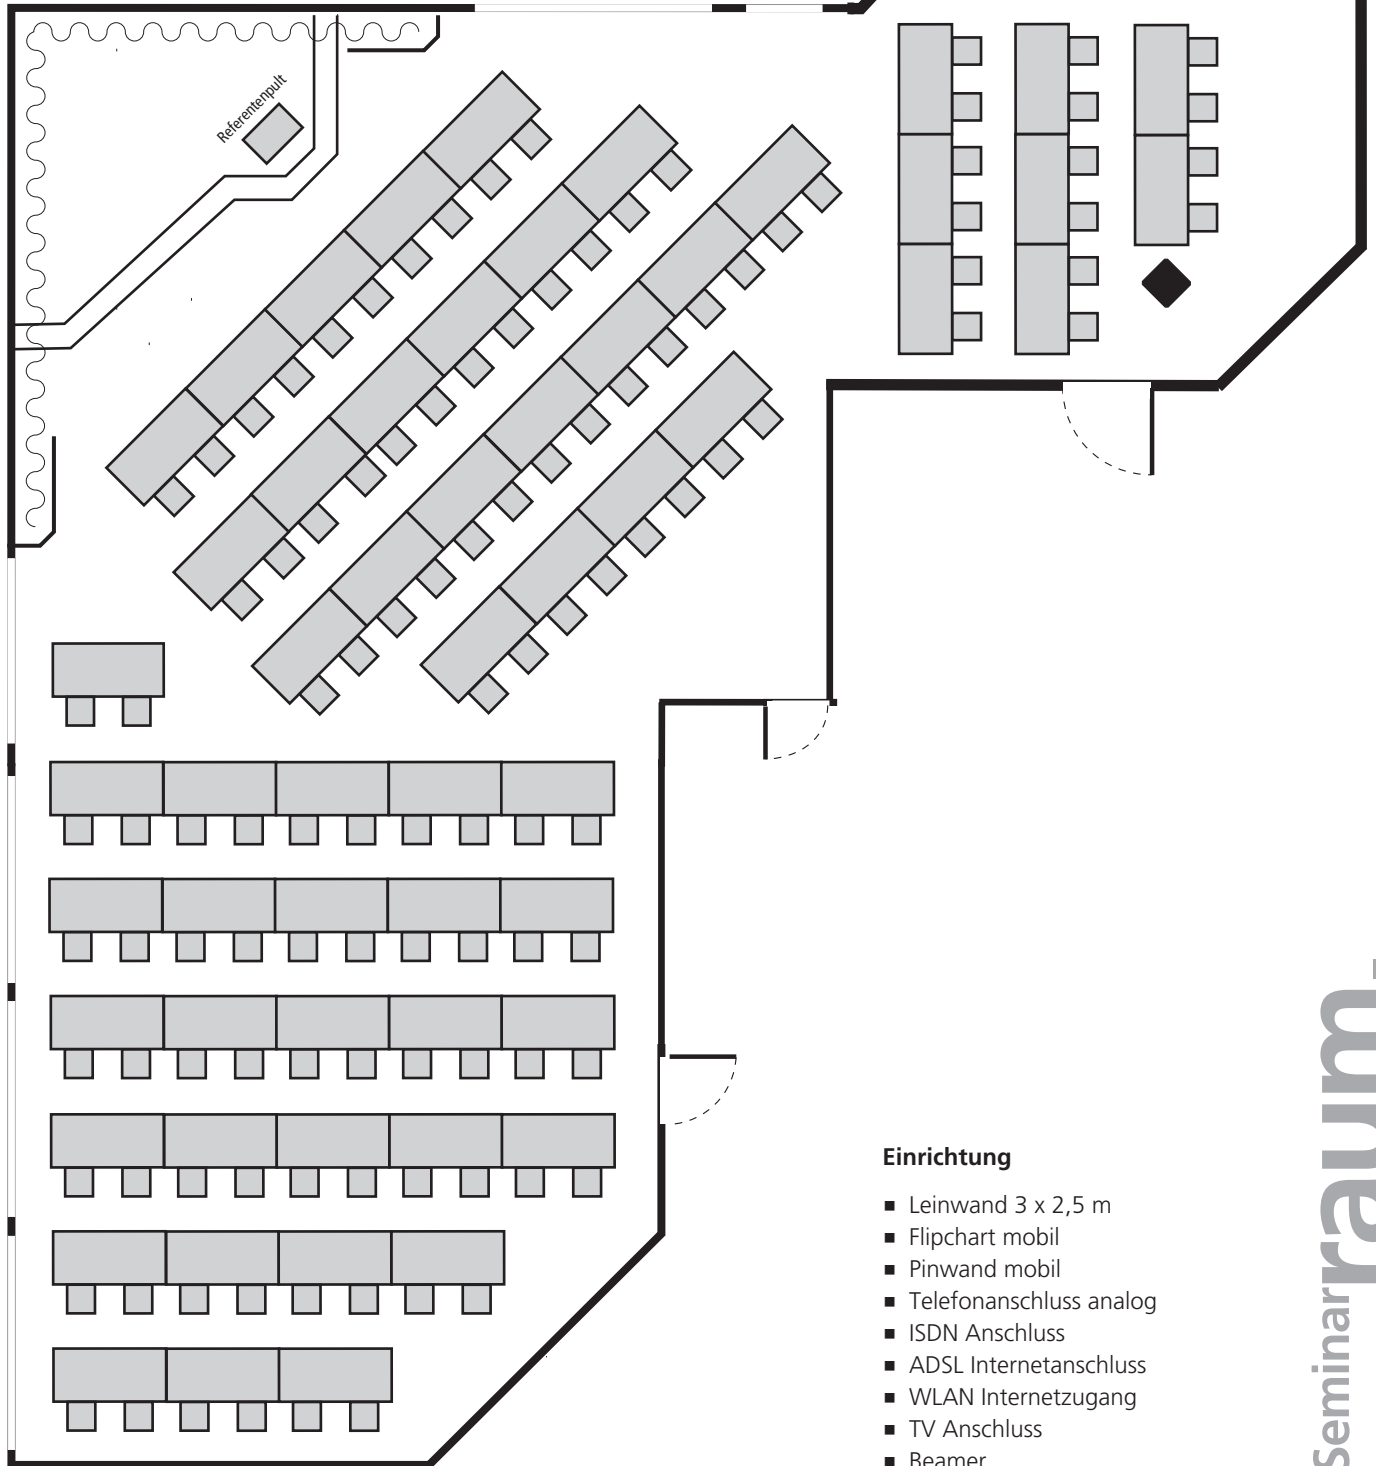 Referentenpult
Einrichtung
■ Leinwand 3 x 2,5 m
■ Flipchart mobil
■ Pinwand mobil
■ Telefonanschluss analog
■ ISDN Anschluss
■ ADSL Internetanschluss
■ WLAN Internetzugang
■ TV Anschluss
■ Beamer
Seminarraum